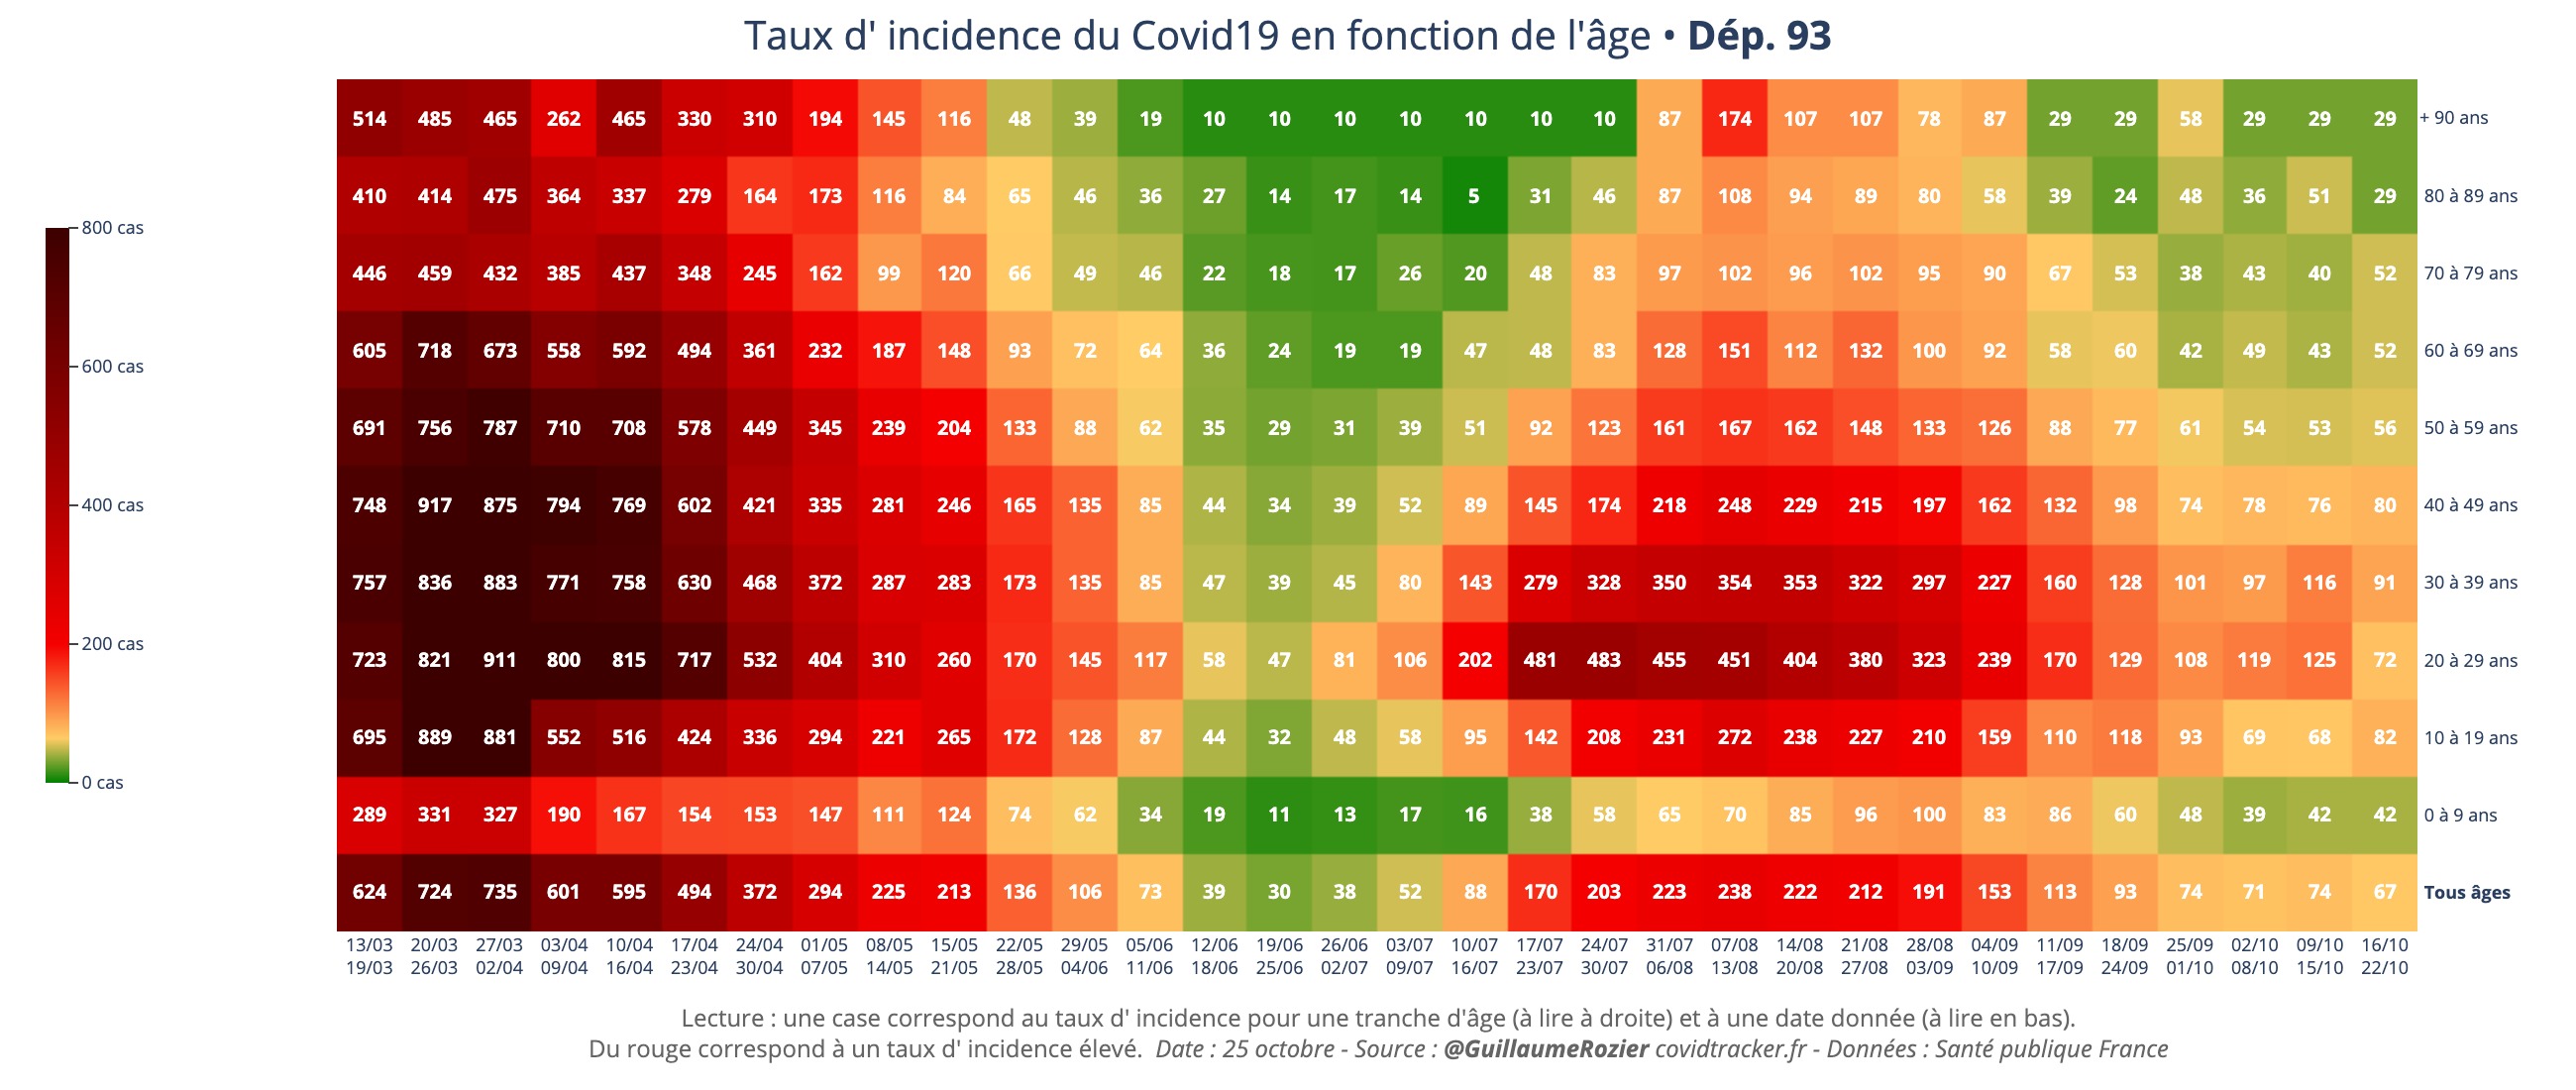 Taux d' incidence du Covid19 en fonction de l'âge • Dép. 93
514 485 465 262 465 330 310 194 145 116 48 39 19 10 10 10 10 10 10 10 87 174 107 107 78 87 29 29 58 29 29 29 + 90 ans
410 414 475 364 337 279 164 173 116 84 65 46 36 27 14 17 14 5 31 46 87 108 94 89 80 58 39 24 48 36 51 29 80 à 89 ans
800 cas
446 459 432 385 437 348 245 162 99 120 66 49 46 22 18 17 26 20 48 83 97 102 96 102 95 90 67 53 38 43 40 52 70 à 79 ans
605 718 673 558 592 494 361 232 187 148 93 72 64 36 24 19 19 47 48 83 128 151 112 132 100 92 58 60 42 49 43 52 60 à 69 ans
600 cas
691 756 787 710 708 578 449 345 239 204 133 88 62 35 29 31 39 51 92 123 161 167 162 148 133 126 88 77 61 54 53 56 50 à 59 ans
400 cas
748 917 875 794 769 602 421 335 281 246 165 135 85 44 34 39 52 89 145 174 218 248 229 215 197 162 132 98 74 78 76 80 40 à 49 ans
757 836 883 771 758 630 468 372 287 283 173 135 85 47 39 45 80 143 279 328 350 354 353 322 297 227 160 128 101 97 116 91 30 à 39 ans
200 cas
723 821 911 800 815 717 532 404 310 260 170 145 117 58 47 81 106 202 481 483 455 451 404 380 323 239 170 129 108 119 125 72 20 à 29 ans
695 889 881 552 516 424 336 294 221 265 172 128 87 44 32 48 58 95 142 208 231 272 238 227 210 159 110 118 93 69 68 82 10 à 19 ans
0 cas
289 331 327 190 167 154 153 147 111 124 74 62 34 19 11 13 17 16 38 58 65 70 85 96 100 83 86 60 48 39 42 42 0 à 9 ans
624 724 735 601 595 494 372 294 225 213 136 106 73 39 30 38 52 88 170 203 223 238 222 212 191 153 113 93 74 71 74 67 Tous âges
13/03 20/03 27/03 03/04 10/04 17/04 24/04 01/05 08/05 15/05 22/05 29/05 05/06 12/06 19/06 26/06 03/07 10/07 17/07 24/07 31/07 07/08 14/08 21/08 28/08 04/09 11/09 18/09 25/09 02/10 09/10 16/10
19/03 26/03 02/04 09/04 16/04 23/04 30/04 07/05 14/05 21/05 28/05 04/06 11/06 18/06 25/06 02/07 09/07 16/07 23/07 30/07 06/08 13/08 20/08 27/08 03/09 10/09 17/09 24/09 01/10 08/10 15/10 22/10
Lecture : une case correspond au taux d' incidence pour une tranche d'âge (à lire à droite) et à une date donnée (à lire en bas).
Du rouge correspond à un taux d' incidence élevé. Date : 25 octobre - Source : @GuillaumeRozier covidtracker.fr - Données : Santé publique France